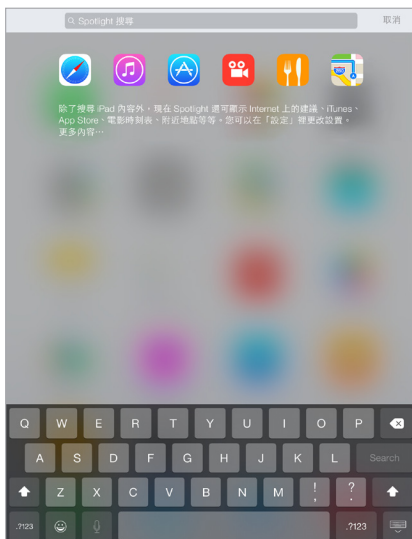 Spotlight 搜尋
取消
除了搜尋 iPad 內容外，現在 Spotlight 還可顯示 Internet 上的建議、iTunes、
App Store、電影時刻表、附近地點等等。您可以在「設定」裡更改設置。
更多內容⋯
Q W E R T Y U I O P
A S D F G H J K L Search
Z X C V B N M ! , ? .
.?123 .?123